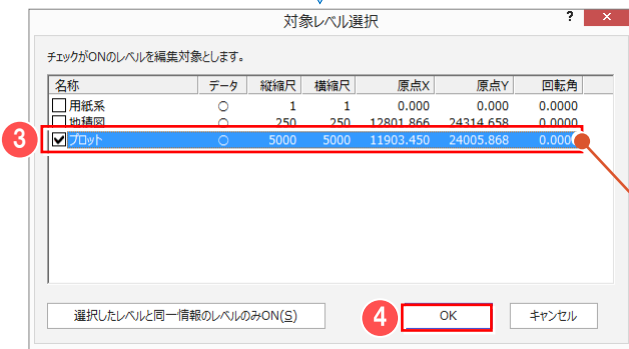 対象レベル選択 ? ×
チェックがONのレベルを編集対象とします。
名称 データ 縦縮尺 横縮尺 原点X 原点Y 回転角
用紙系 ○ 1 1 0.000 0.000 0.0000
地積図 ○ 250 250 12801.866 24314.658 0.0000
3 プロット ○ 5000 5000 11903.450 24005.868 0.000
選択したレベルと同一情報のレベルのみON(S) 4 OK キャンセル